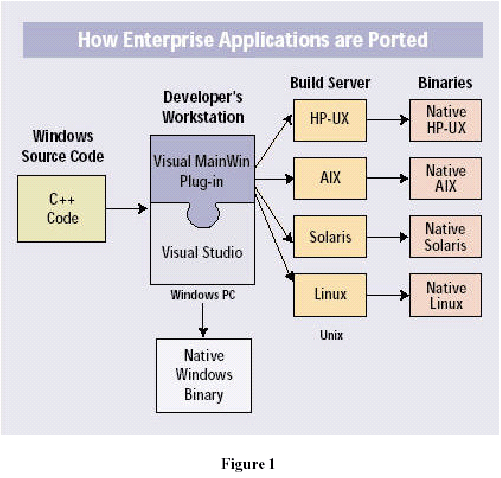 How Enterprise Applications are Ported
Windows
Source Code
C++
Code
Developer's
Workstation
Visual MainWin
Plug-in
Visual Studio
Windows PC
Native
Windows
Binary
Build Server
HP-UX
AIX
Solaris
Linux
Unix
Binaries
Native
HP-UX
Native
AIX
Native
Solaris
Native
Linux
Figure 1